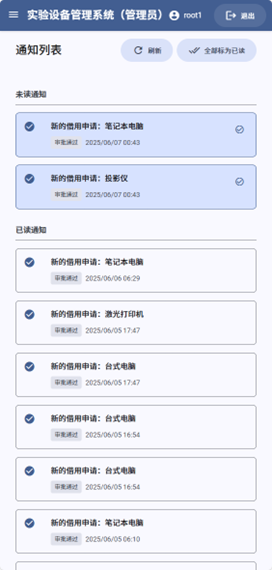 实验设备管理系统（管理员） root1 退出
通知列表 刷新 全部标为已读
未读通知
新的借用申请：笔记本电脑
审批通过 2025/06/07 08:43
新的借用申请：投影仪
审批通过 2025/06/07 08:43
已读通知
新的借用申请：笔记本电脑
审批通过 2025/06/06 06:29
新的借用申请：激光打印机
审批通过 2025/06/05 17:47
新的借用申请：台式电脑
审批通过 2025/06/05 17:47
新的借用申请：台式电脑
审批通过 2025/06/05 16:54
新的借用申请：台式电脑
审批通过 2025/06/05 16:54
新的借用申请：笔记本电脑
审批通过 2025/06/05 06:10